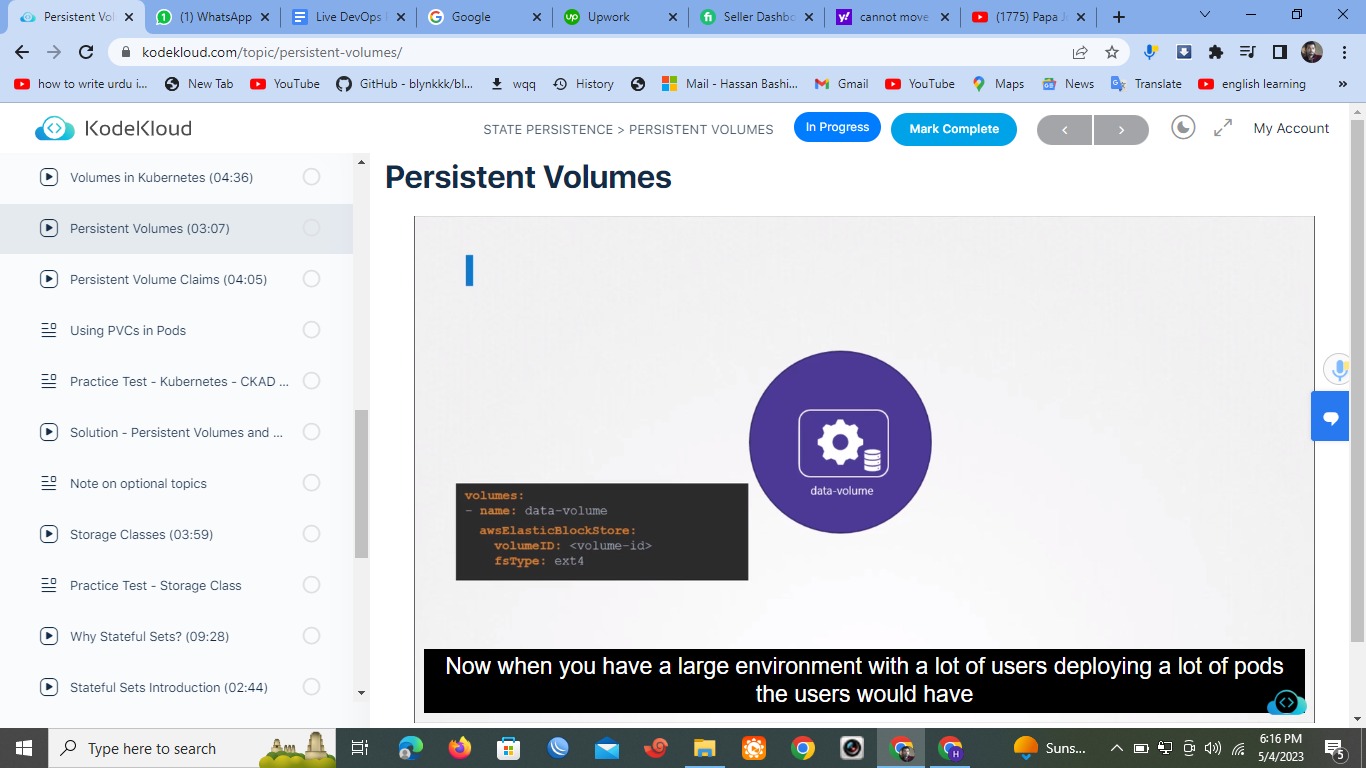 Persistent Vol
(1) WhatsApp
Live DevOps
Google
Upwork
Seller Dashbo
cannot move
(1775) Papa J
kodekloud.com/topic/persistent-volumes/
how to write urdu i...
New Tab
YouTube
GitHub - blynkkk/bl...
wqq
History
Mail - Hassan Bashi...
Gmail
YouTube
Maps
News
Translate
english learning
»
KodeKloud
STATE PERSISTENCE > PERSISTENT VOLUMES
In Progress
Mark Complete
My Account
Volumes in Kubernetes (04:36)
Persistent Volumes (03:07)
Persistent Volume Claims (04:05)
Using PVCs in Pods
Practice Test - Kubernetes - CKAD ...
Solution - Persistent Volumes and ...
Note on optional topics
Storage Classes (03:59)
Practice Test - Storage Class
Why Stateful Sets? (09:28)
Stateful Sets Introduction (02:44)
Persistent Volumes
data-volume
volumes:
- name: data-volume
awsElasticBlockStore:
volumeID: <volume-id>
fsType: ext4
Now when you have a large environment with a lot of users deploying a lot of pods
the users would have
Type here to search
Suns...
6:16 PM
5/4/2023
5